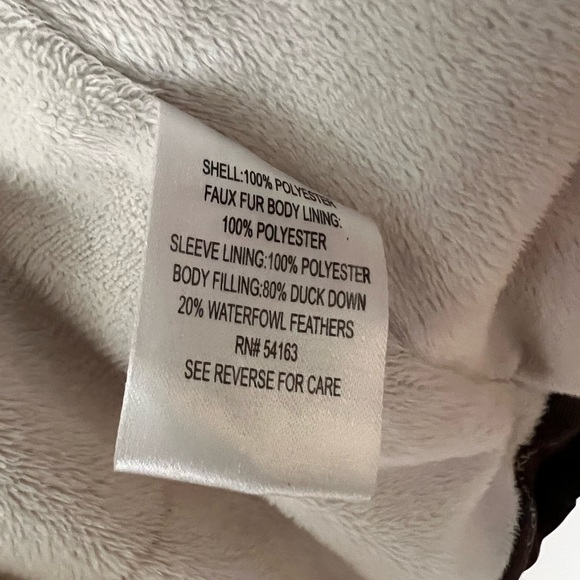 SHELL:100% POLYESTER
FAUX FUR BODY LINING:
100% POLYESTER
SLEEVE LINING:100% POLYESTER
BODY FILLING:80% DUCK DOWN
20% WATERFOWL FEATHERS
RN# 54163
SEE REVERSE FOR CARE